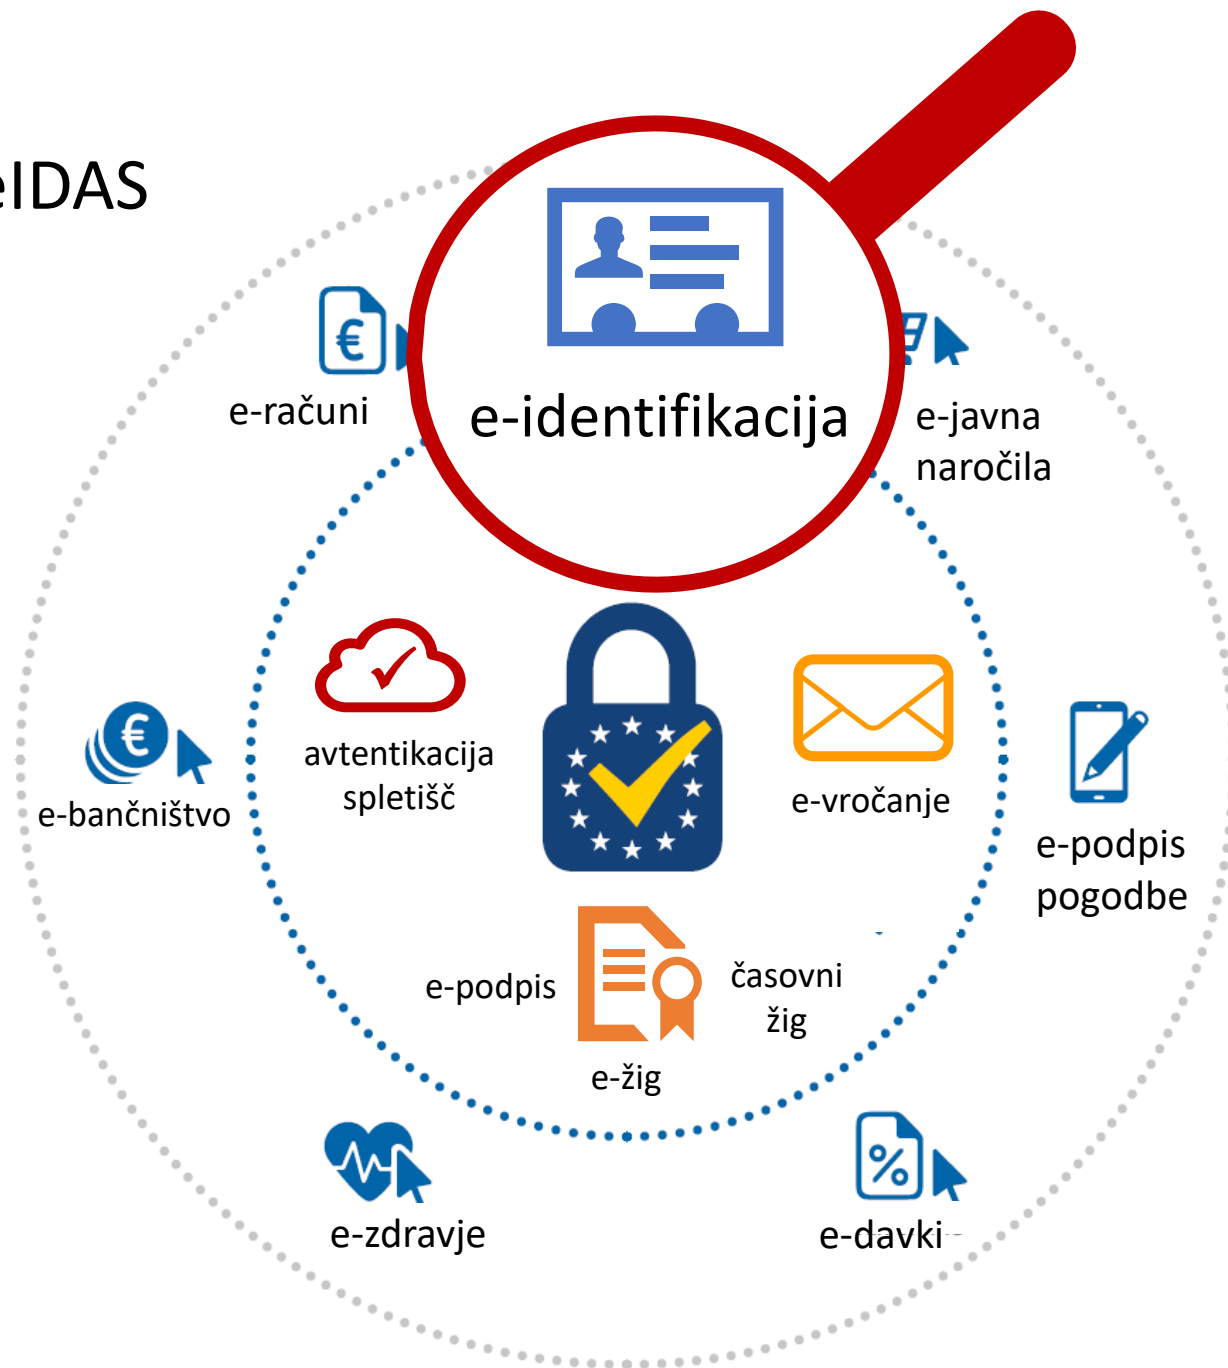 eIDAS
e-računi
e-identifikacija
e-javna
naročila
avtentikacija
spletišč
e-vročanje
e-bančništvo
e-podpis
pogodbe
e-podpis
časovni
žig
e-žig
e-zdravje
e-davki